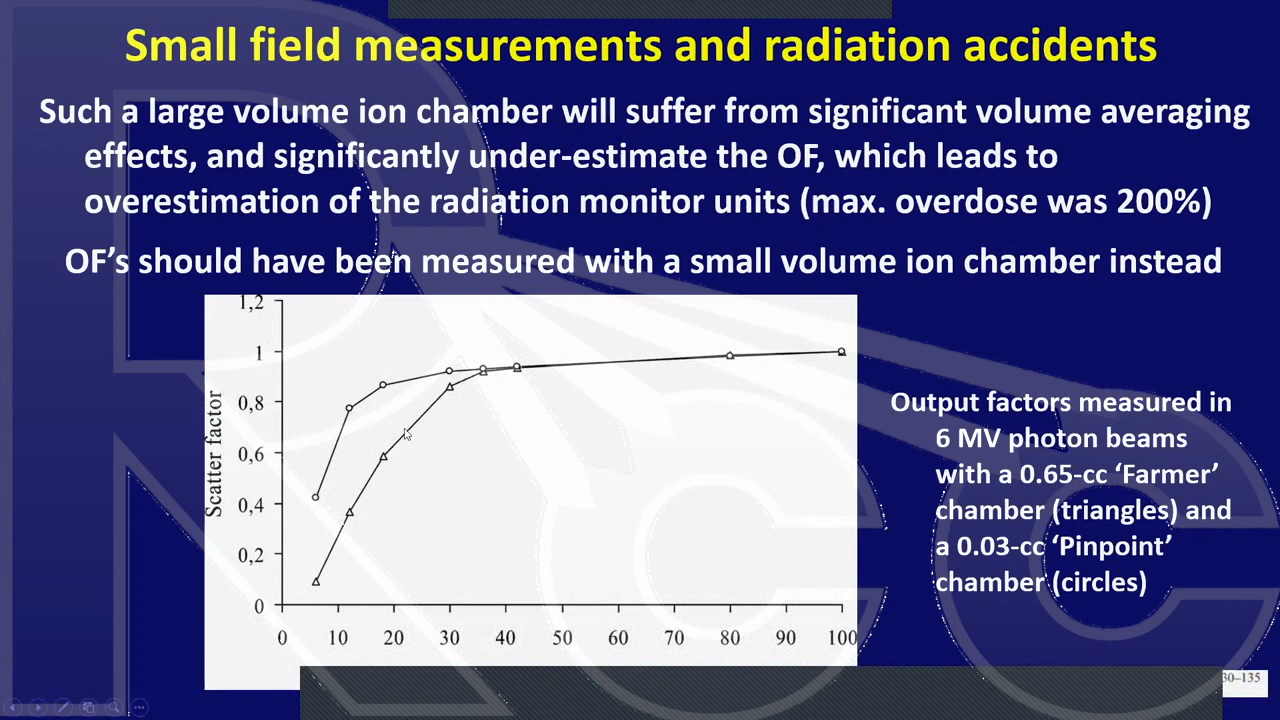 Small field measurements and radiation accidents
Such a large volume ion chamber will suffer from significant volume averaging
effects, and significantly under-estimate the OF, which leads to
overestimation of the radiation monitor units (max. overdose was 200%)
OF's should have been measured with a small volume ion chamber instead
1,2
1
0,8
0,6
0,4
0,2
0
Scatter factor
0 10 20 30 40 50 60 70 80 90 100
Output factors measured in
6 MV photon beams
with a 0.65-cc ‘Farmer’
chamber (triangles) and
a 0.03-cc ‘Pinpoint’
chamber (circles)
30–135